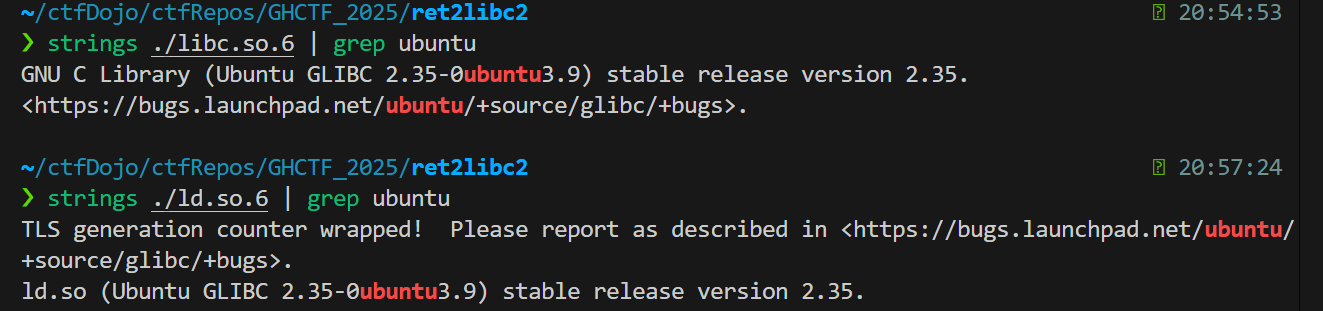 ~/ctfDojo/ctfRepos/GHCTF_2025/ret2libc2 20:54:53
❯ strings ./libc.so.6 | grep ubuntu
GNU C Library (Ubuntu GLIBC 2.35-0ubuntu3.9) stable release version 2.35.
<https://bugs.launchpad.net/ubuntu/+source/glibc/+bugs>.
~/ctfDojo/ctfRepos/GHCTF_2025/ret2libc2 20:57:24
❯ strings ./ld.so.6 | grep ubuntu
TLS generation counter wrapped!  Please report as described in <https://bugs.launchpad.net/ubuntu/
+source/glibc/+bugs>.
ld.so (Ubuntu GLIBC 2.35-0ubuntu3.9) stable release version 2.35.